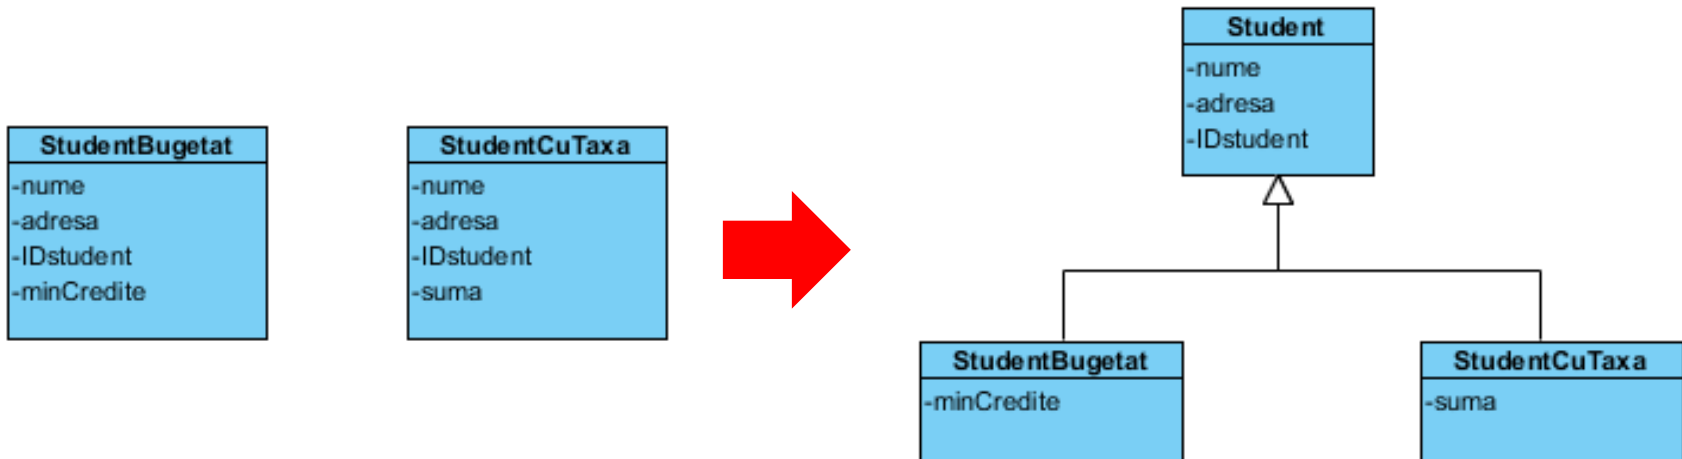 StudentBugetat
-nume
-adresa
-IDstudent
-minCredite
StudentCuTaxa
-nume
-adresa
-IDstudent
-suma
Student
-nume
-adresa
-IDstudent
StudentBugetat
-minCredite
StudentCuTaxa
-suma